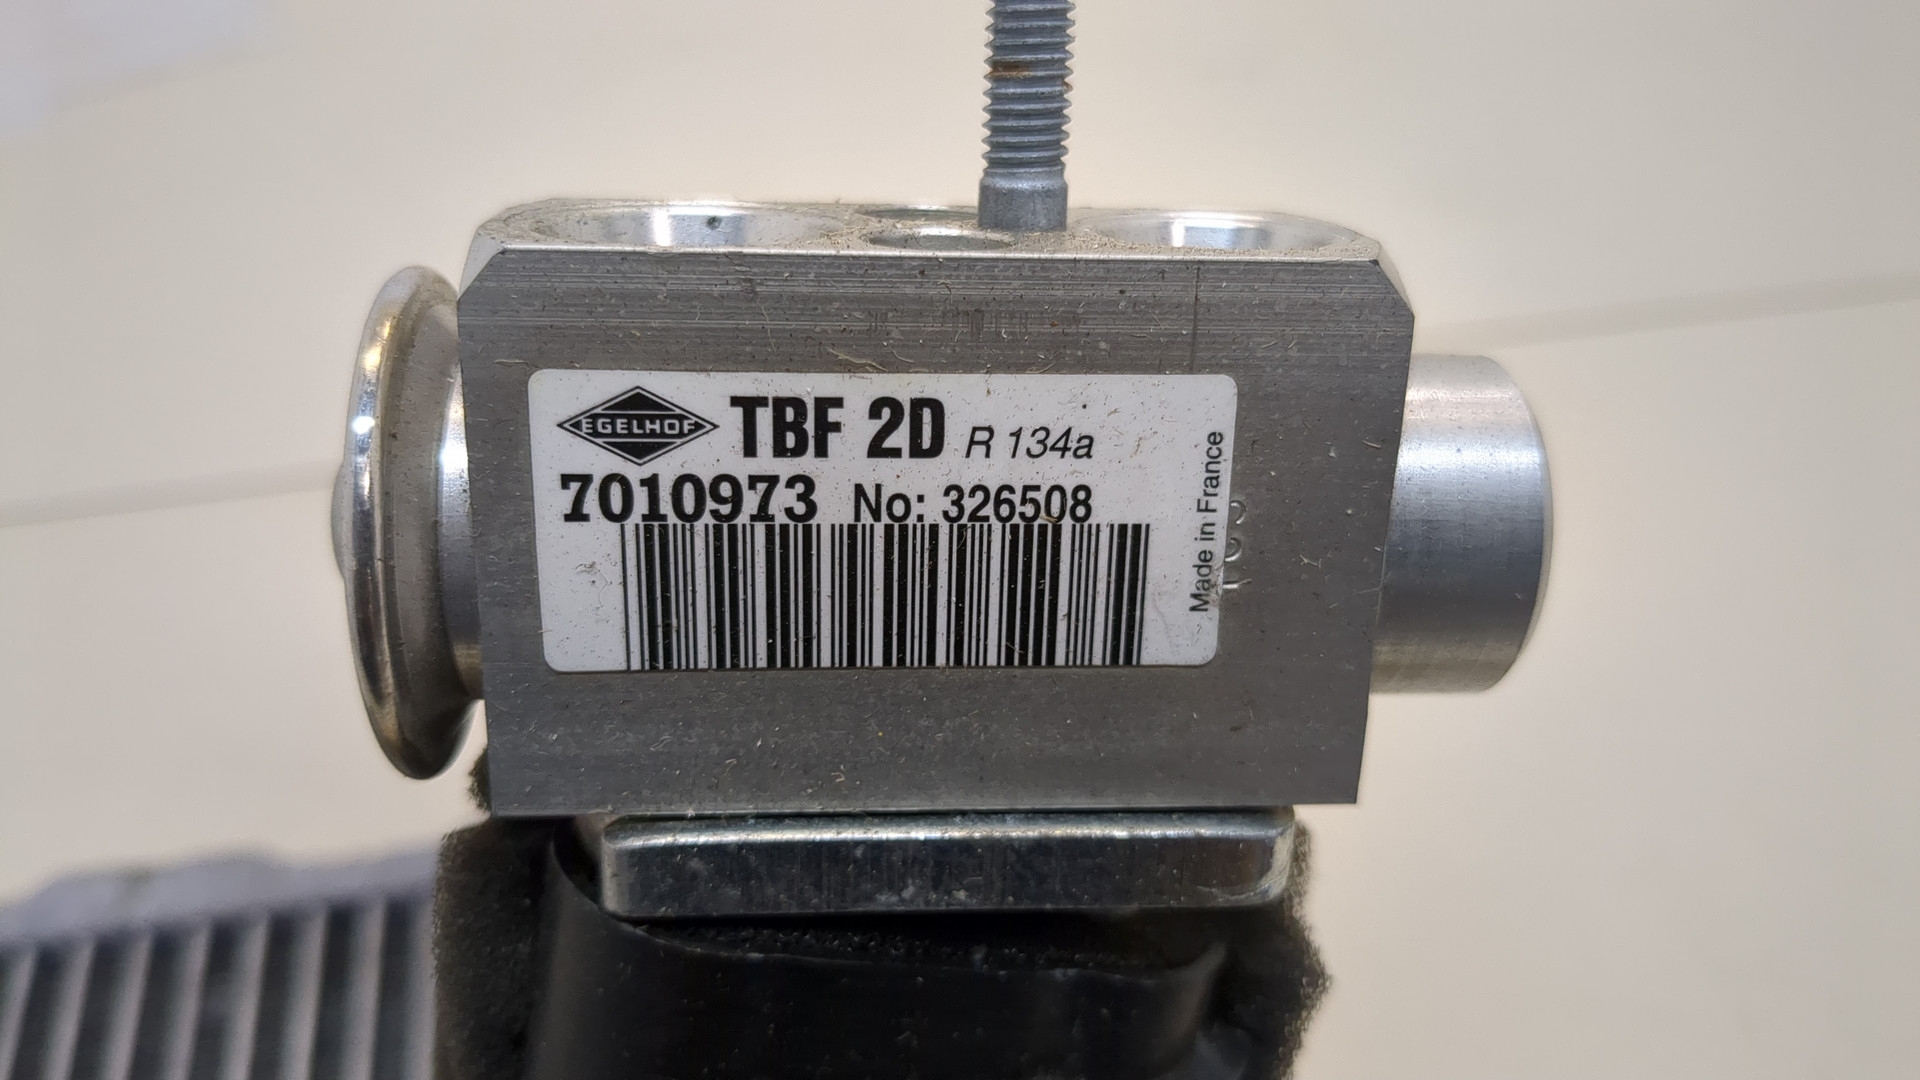 EGELHOF TBF 2D R 134a
7010973 No: 326508
Made in France